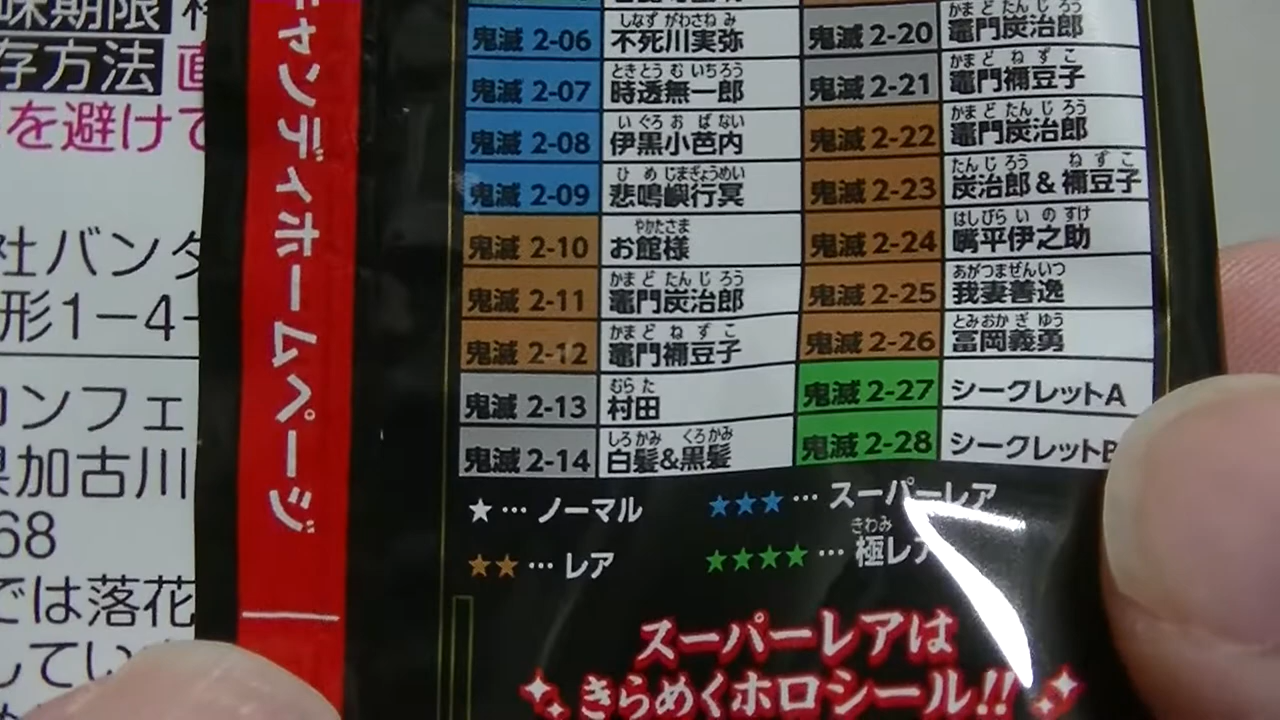 味期限
存方法 直
を避けて
社バンダ
形1-4-
コンフェ
県加古川
68
では落花
してい
キャンディホームページ
鬼滅 2-06 不死川実弥 しなずがわさねみ
鬼滅 2-07 時透無一郎 ときとうむいちろう
鬼滅 2-08 伊黒小芭内 いぐろおばない
鬼滅 2-09 悲鳴嶼行冥 ひめじまぎょうめい
鬼滅 2-10 お館様 やかたさま
鬼滅 2-11 竈門炭治郎 かまどたんじろう
鬼滅 2-12 竈門禰豆子 かまどねずこ
鬼滅 2-13 村田 むらた
鬼滅 2-14 白髪&黒髪 しろかみ くろかみ
鬼滅 2-20 竈門炭治郎 かまどたんじろう
鬼滅 2-21 竈門禰豆子 かまどねずこ
鬼滅 2-22 竈門炭治郎 かまどたんじろう
鬼滅 2-23 炭治郎&禰豆子 たんじろう ねずこ
鬼滅 2-24 嘴平伊之助 はしびらいのすけ
鬼滅 2-25 我妻善逸 あがつまぜんいつ
鬼滅 2-26 冨岡義勇 とみおかぎゆう
鬼滅 2-27 シークレットA
鬼滅 2-28 シークレットB
★…ノーマル ★★★…スーパーレア
★★…レア ★★★★…極レア きわみ
スーパーレアは
きらめくホロシール!!